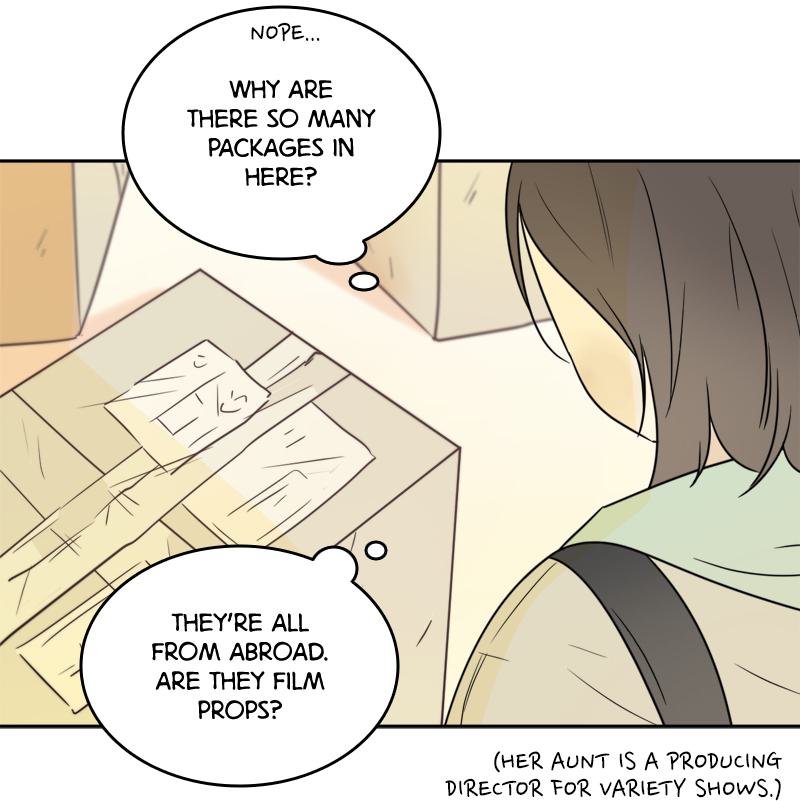 NOPE...
WHY ARE
THERE SO MANY
PACKAGES IN
HERE?
THEY'RE ALL
FROM ABROAD.
ARE THEY FILM
PROPS?
(HER AUNT IS A PRODUCING
DIRECTOR FOR VARIETY SHOWS.)